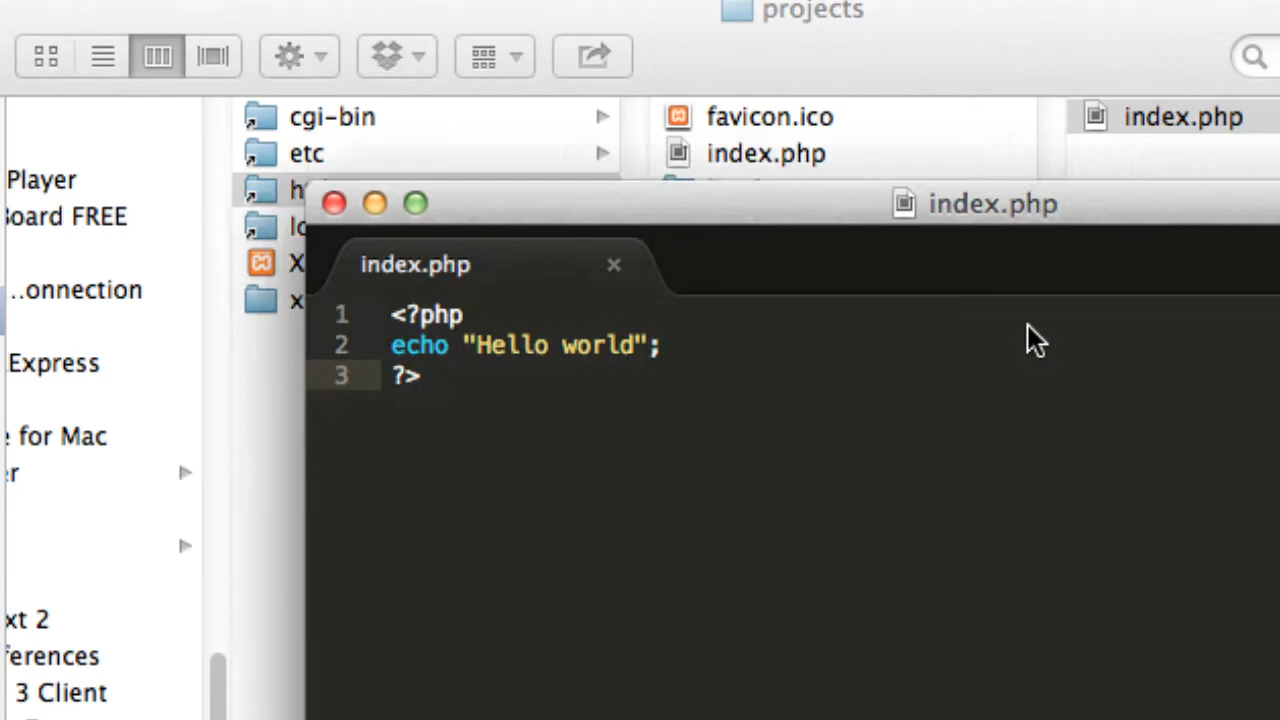 projects
cgi-bin
etc
favicon.ico
index.php
index.php
Player
Board FREE
...onnection
Express
for Mac
xt 2
ferences
3 Client
index.php
index.php
1 <?php
2 echo "Hello world";
3 ?>